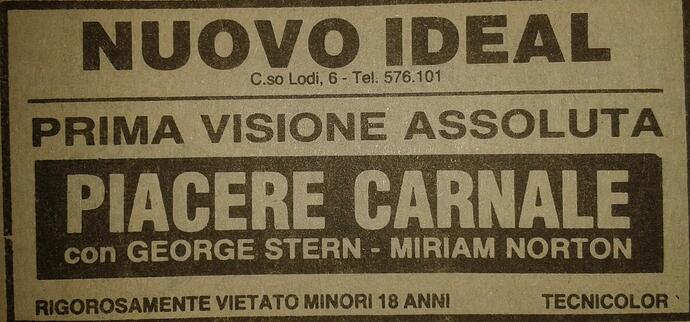 NUOVO IDEAL
C.so Lodi, 6 - Tel. 576.101
PRIMA VISIONE ASSOLUTA
PIACERE CARNALE
con GEORGE STERN - MIRIAM NORTON
RIGOROSAMENTE VIETATO MINORI 18 ANNI TECNICOLOR